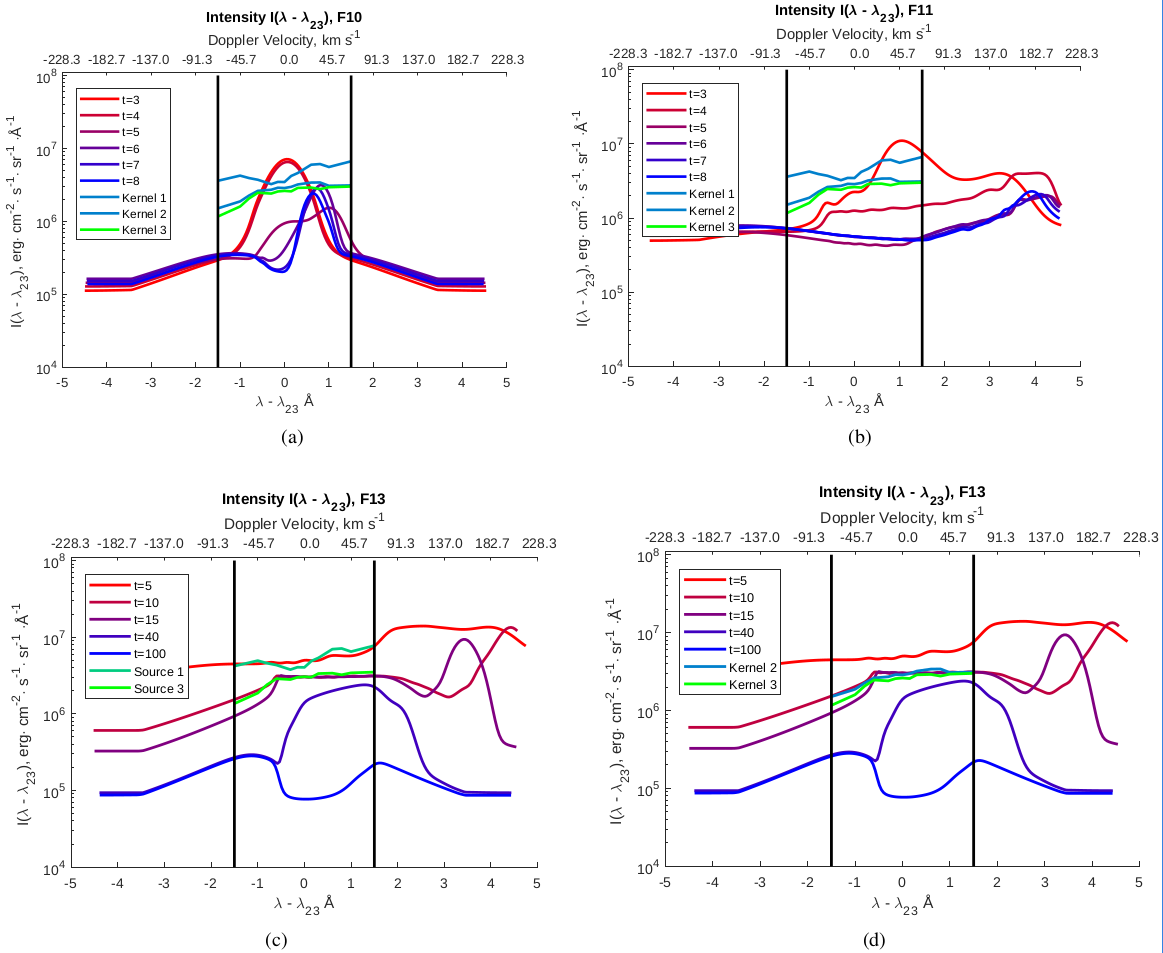 Intensity I(λ - λ23), F10
Doppler Velocity, km s-1
-228.3 -182.7 -137.0 -91.3 -45.7 0.0 45.7 91.3 137.0 182.7 228.3
10^8
10^7
10^6
10^5
10^4
I(λ - λ23), erg· cm-2· s-1· sr-1 ·Å-1
t=3
t=4
t=5
t=6
t=7
t=8
Kernel 1
Kernel 2
Kernel 3
-5 -4 -3 -2 -1 0 1 2 3 4 5
λ - λ23 Å
(a)
Intensity I(λ - λ23), F11
Doppler Velocity, km s-1
-228.3 -182.7 -137.0 -91.3 -45.7 0.0 45.7 91.3 137.0 182.7 228.3
10^8
10^7
10^6
10^5
10^4
I(λ - λ23), erg· cm-2· s-1· sr-1 ·Å-1
t=3
t=4
t=5
t=6
t=7
t=8
Kernel 1
Kernel 2
Kernel 3
-5 -4 -3 -2 -1 0 1 2 3 4 5
λ - λ23 Å
(b)
Intensity I(λ - λ23), F13
Doppler Velocity, km s-1
-228.3 -182.7 -137.0 -91.3 -45.7 0.0 45.7 91.3 137.0 182.7 228.3
10^8
10^7
10^6
10^5
10^4
I(λ - λ23), erg· cm-2· s-1· sr-1 ·Å-1
t=5
t=10
t=15
t=40
t=100
Source 1
Source 3
-5 -4 -3 -2 -1 0 1 2 3 4 5
λ - λ23 Å
(c)
Intensity I(λ - λ23), F13
Doppler Velocity, km s-1
-228.3 -182.7 -137.0 -91.3 -45.7 0.0 45.7 91.3 137.0 182.7 228.3
10^8
10^7
10^6
10^5
10^4
I(λ - λ23), erg· cm-2· s-1· sr-1 ·Å-1
t=5
t=10
t=15
t=40
t=100
Kernel 2
Kernel 3
-5 -4 -3 -2 -1 0 1 2 3 4 5
λ - λ23 Å
(d)